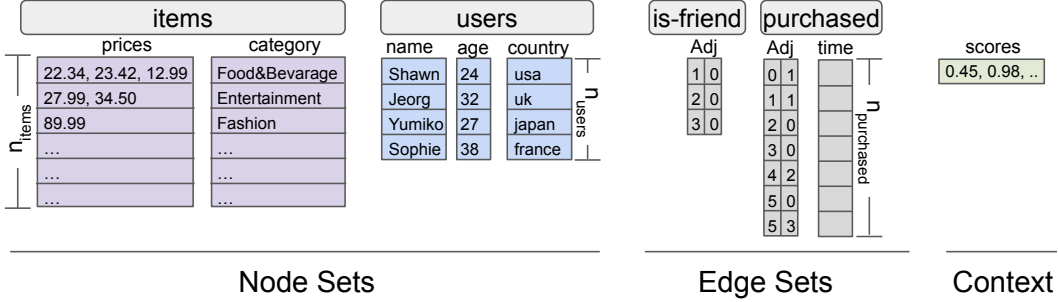 items users is-friend purchased
prices category name age country Adj Adj time scores
22.34, 23.42, 12.99 Food&Bevarage Shawn 24 usa 1 0 0 1 0.45, 0.98, ..
27.99, 34.50 Entertainment Jeorg 32 uk 2 0 1 1
89.99 Fashion Yumiko 27 japan 3 0 2 0
... ... Sophie 38 france 3 0
... ... 4 2
... ... 5 0
5 3
n items
n users
n purchased
Node Sets Edge Sets Context